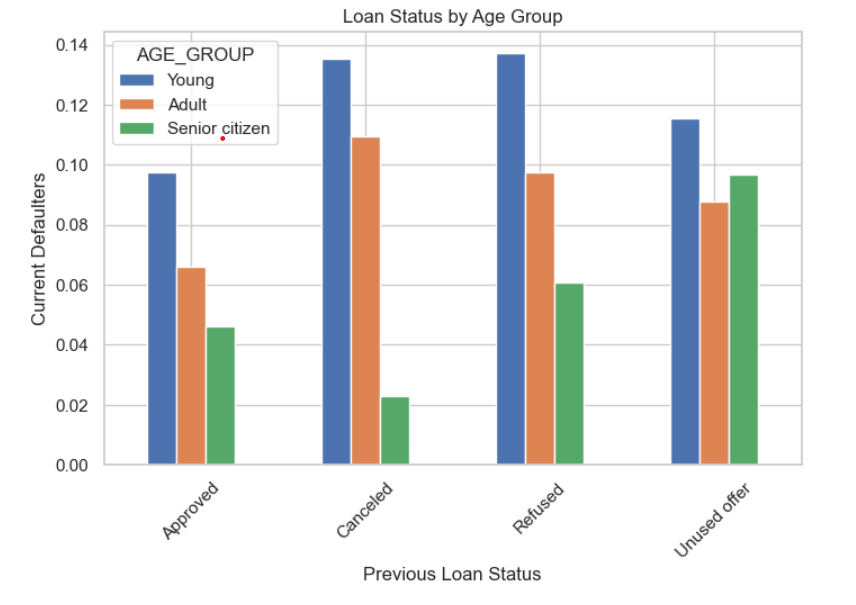 Loan Status by Age Group
AGE_GROUP
Young
Adult
Senior citizen
Current Defaulters
0.14
0.12
0.10
0.08
0.06
0.04
0.02
0.00
Approved
Canceled
Refused
Unused offer
Previous Loan Status